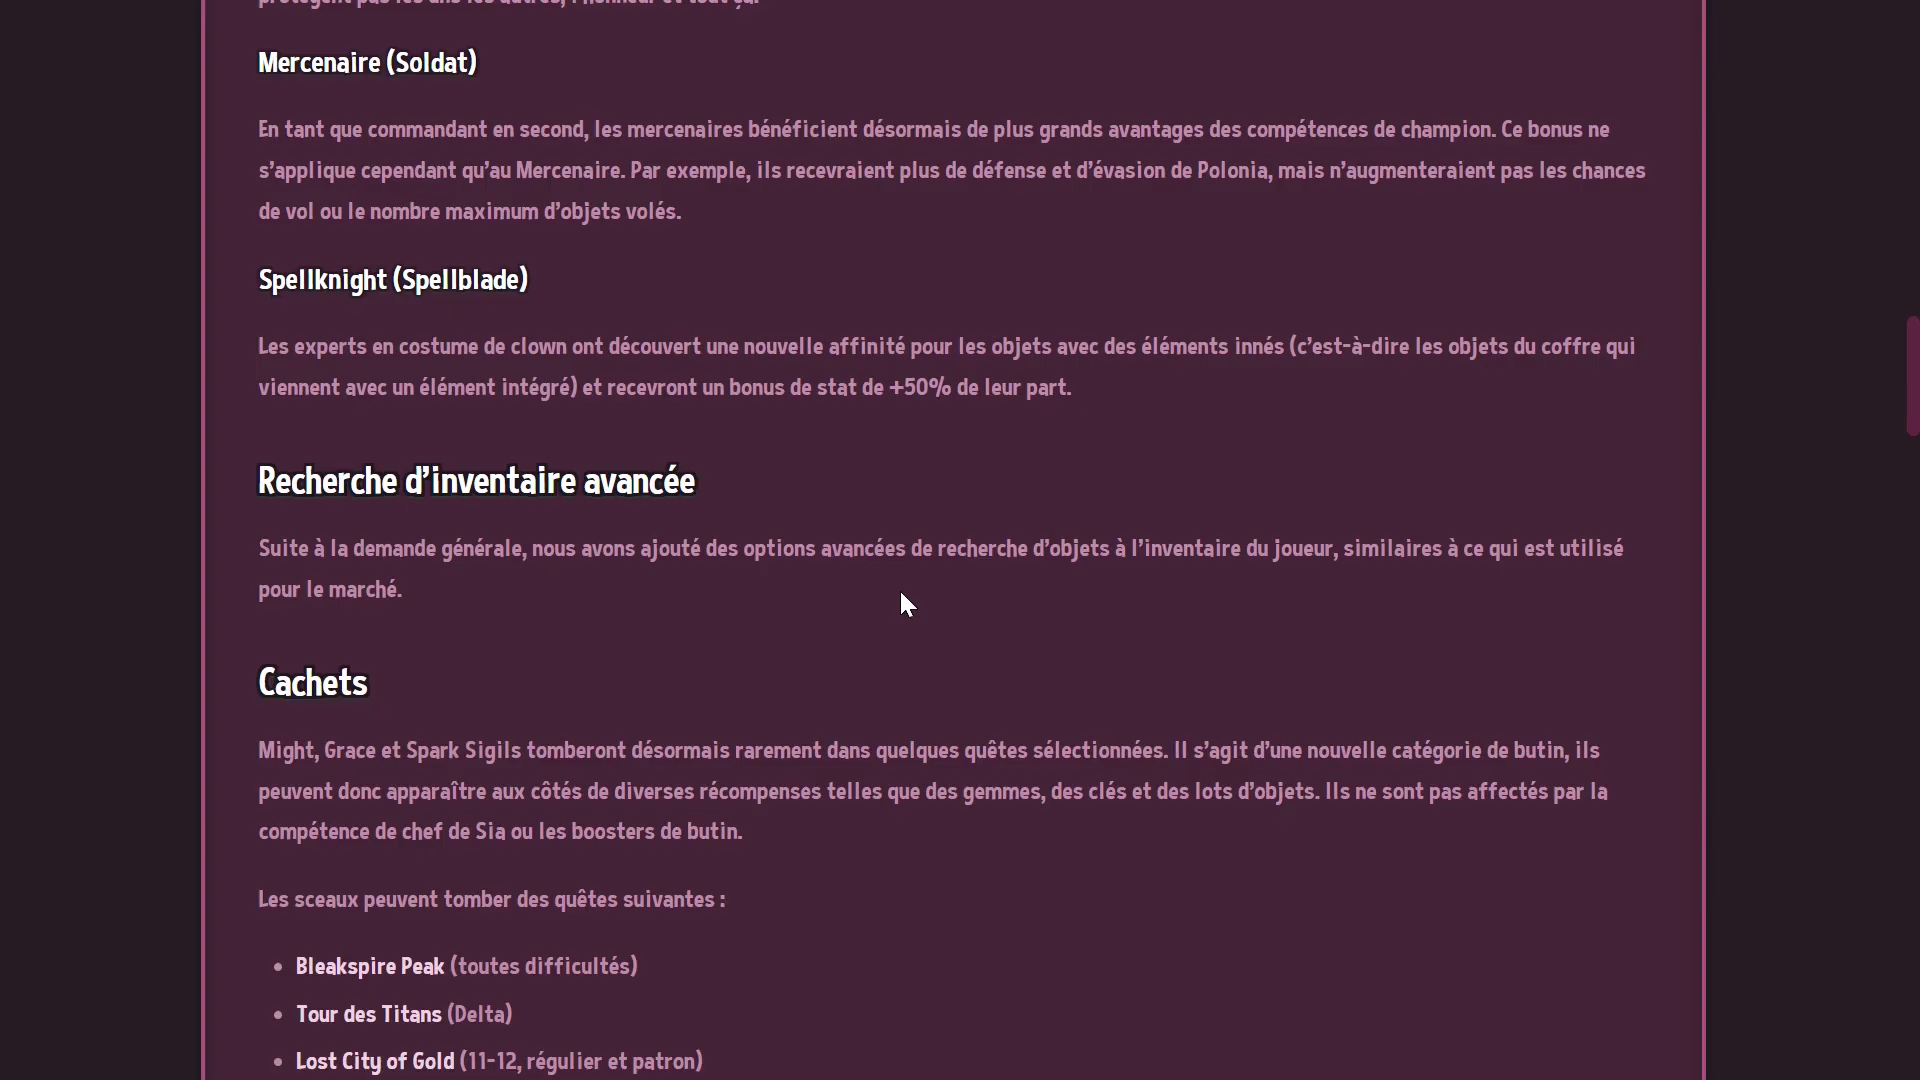 protègent pas les uns les autres, l'honneur et tout ça.
Mercenaire (Soldat)
En tant que commandant en second, les mercenaires bénéficient désormais de plus grands avantages des compétences de champion. Ce bonus ne
s'applique cependant qu'au Mercenaire. Par exemple, ils recevraient plus de défense et d'évasion de Polonia, mais n'augmenteraient pas les chances
de vol ou le nombre maximum d'objets volés.
Spellknight (Spellblade)
Les experts en costume de clown ont découvert une nouvelle affinité pour les objets avec des éléments innés (c'est-à-dire les objets du coffre qui
viennent avec un élément intégré) et recevront un bonus de stat de +50% de leur part.
Recherche d'inventaire avancée
Suite à la demande générale, nous avons ajouté des options avancées de recherche d'objets à l'inventaire du joueur, similaires à ce qui est utilisé
pour le marché.
Cachets
Might, Grace et Spark Sigils tomberont désormais rarement dans quelques quêtes sélectionnées. Il s'agit d'une nouvelle catégorie de butin, ils
peuvent donc apparaître aux côtés de diverses récompenses telles que des gemmes, des clés et des lots d'objets. Ils ne sont pas affectés par la
compétence de chef de Sia ou les boosters de butin.
Les sceaux peuvent tomber des quêtes suivantes :
Bleakspire Peak (toutes difficultés)
Tour des Titans (Delta)
Lost City of Gold (11-12, régulier et patron)